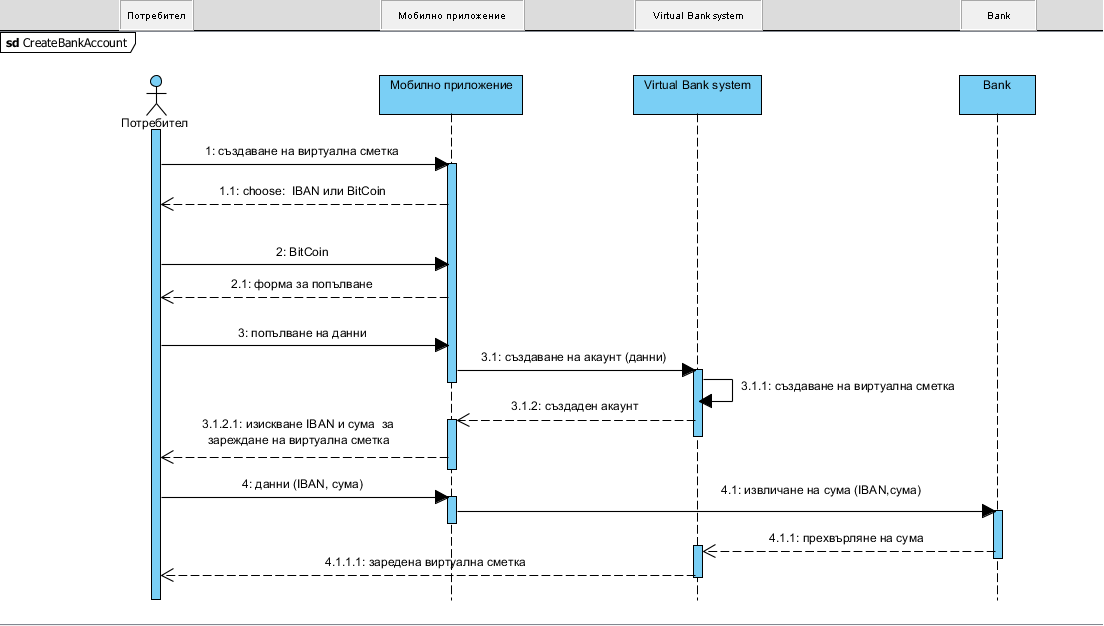 Потребител
Мобилно приложение
Virtual Bank system
Bank
sd CreateBankAccount
Потребител
Мобилно приложение
Virtual Bank system
Bank
1: създаване на виртуална сметка
1.1: choose:  IBAN или BitCoin
2: BitCoin
2.1: форма за попълване
3: попълване на данни
3.1: създаване на акаунт (данни)
3.1.1: създаване на виртуална сметка
3.1.2: създаден акаунт
3.1.2.1: изискване IBAN и сума  за
зареждане на виртуална сметка
4: данни (IBAN, сума)
4.1: извличане на сума (IBAN,сума)
4.1.1: прехвърляне на сума
4.1.1.1: заредена виртуална сметка